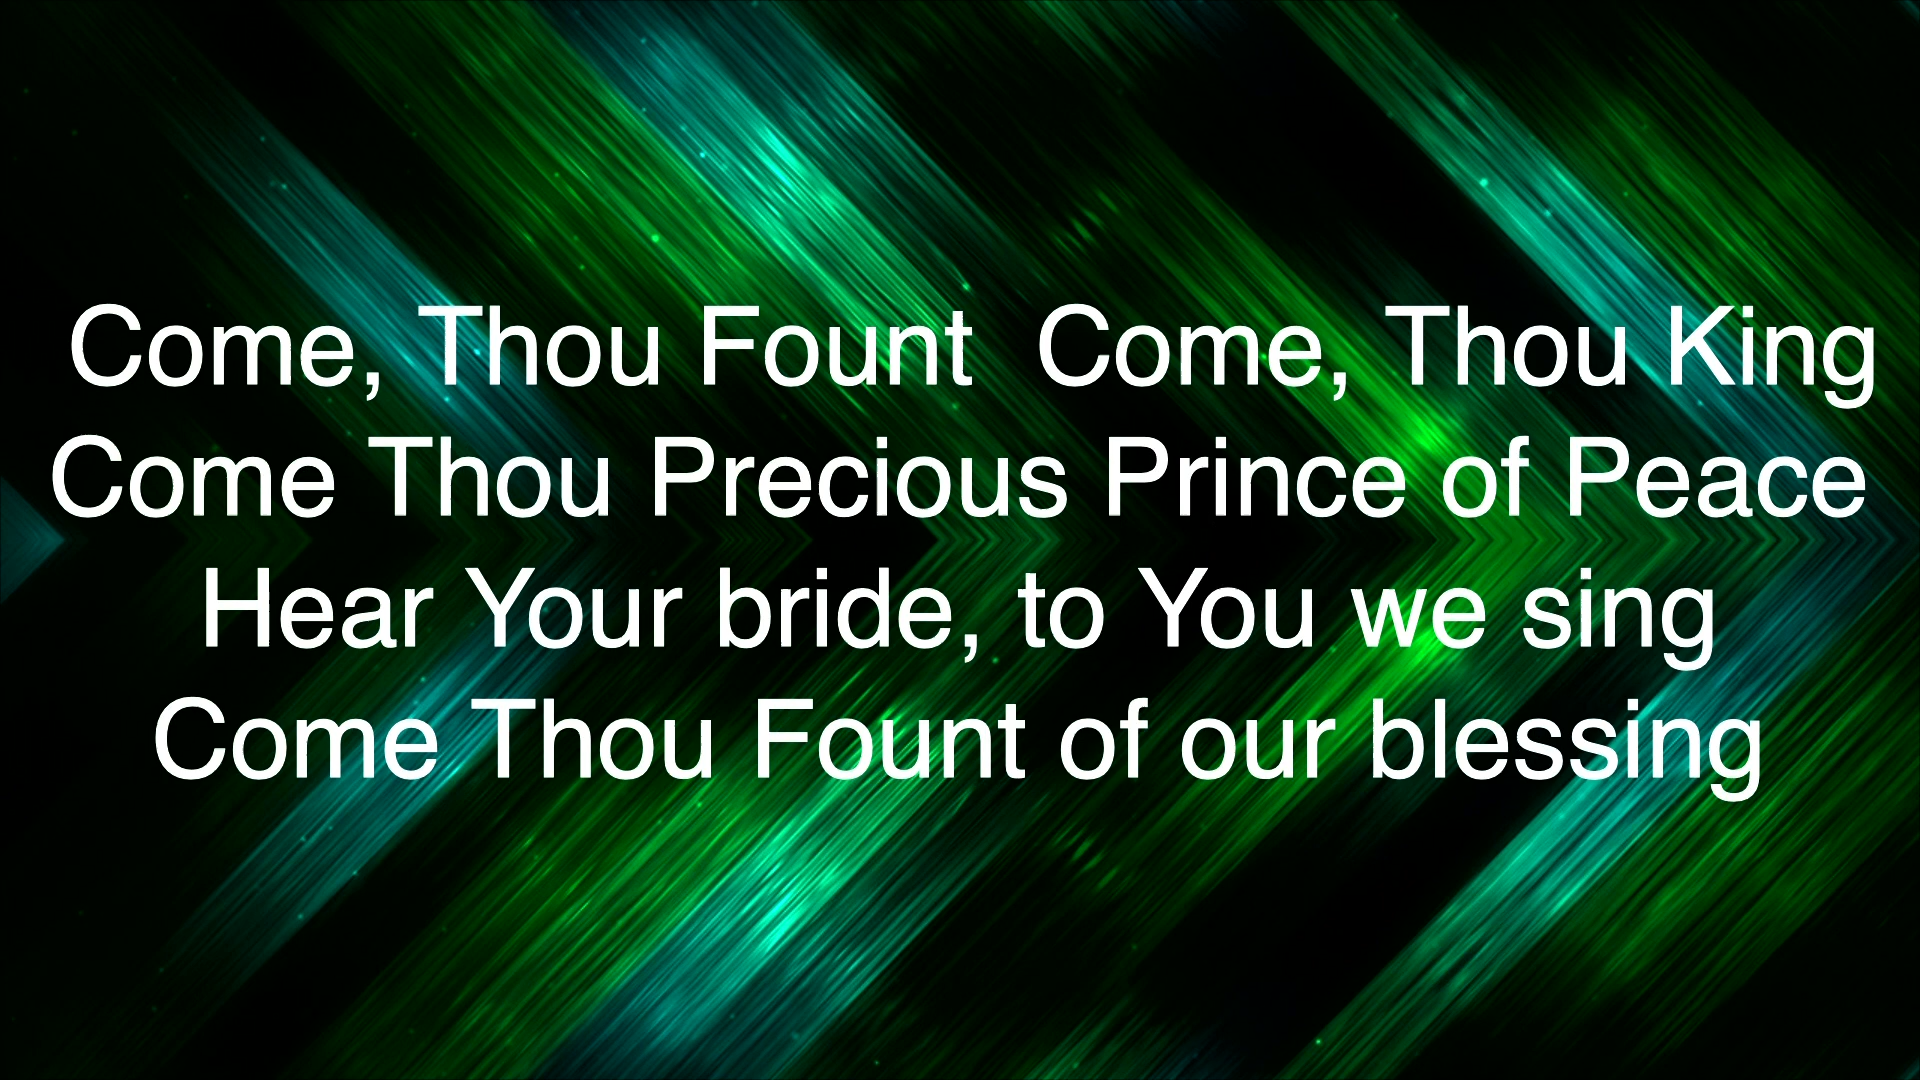 Come, Thou Fount  Come, Thou King
Come Thou Precious Prince of Peace
Hear Your bride, to You we sing
Come Thou Fount of our blessing